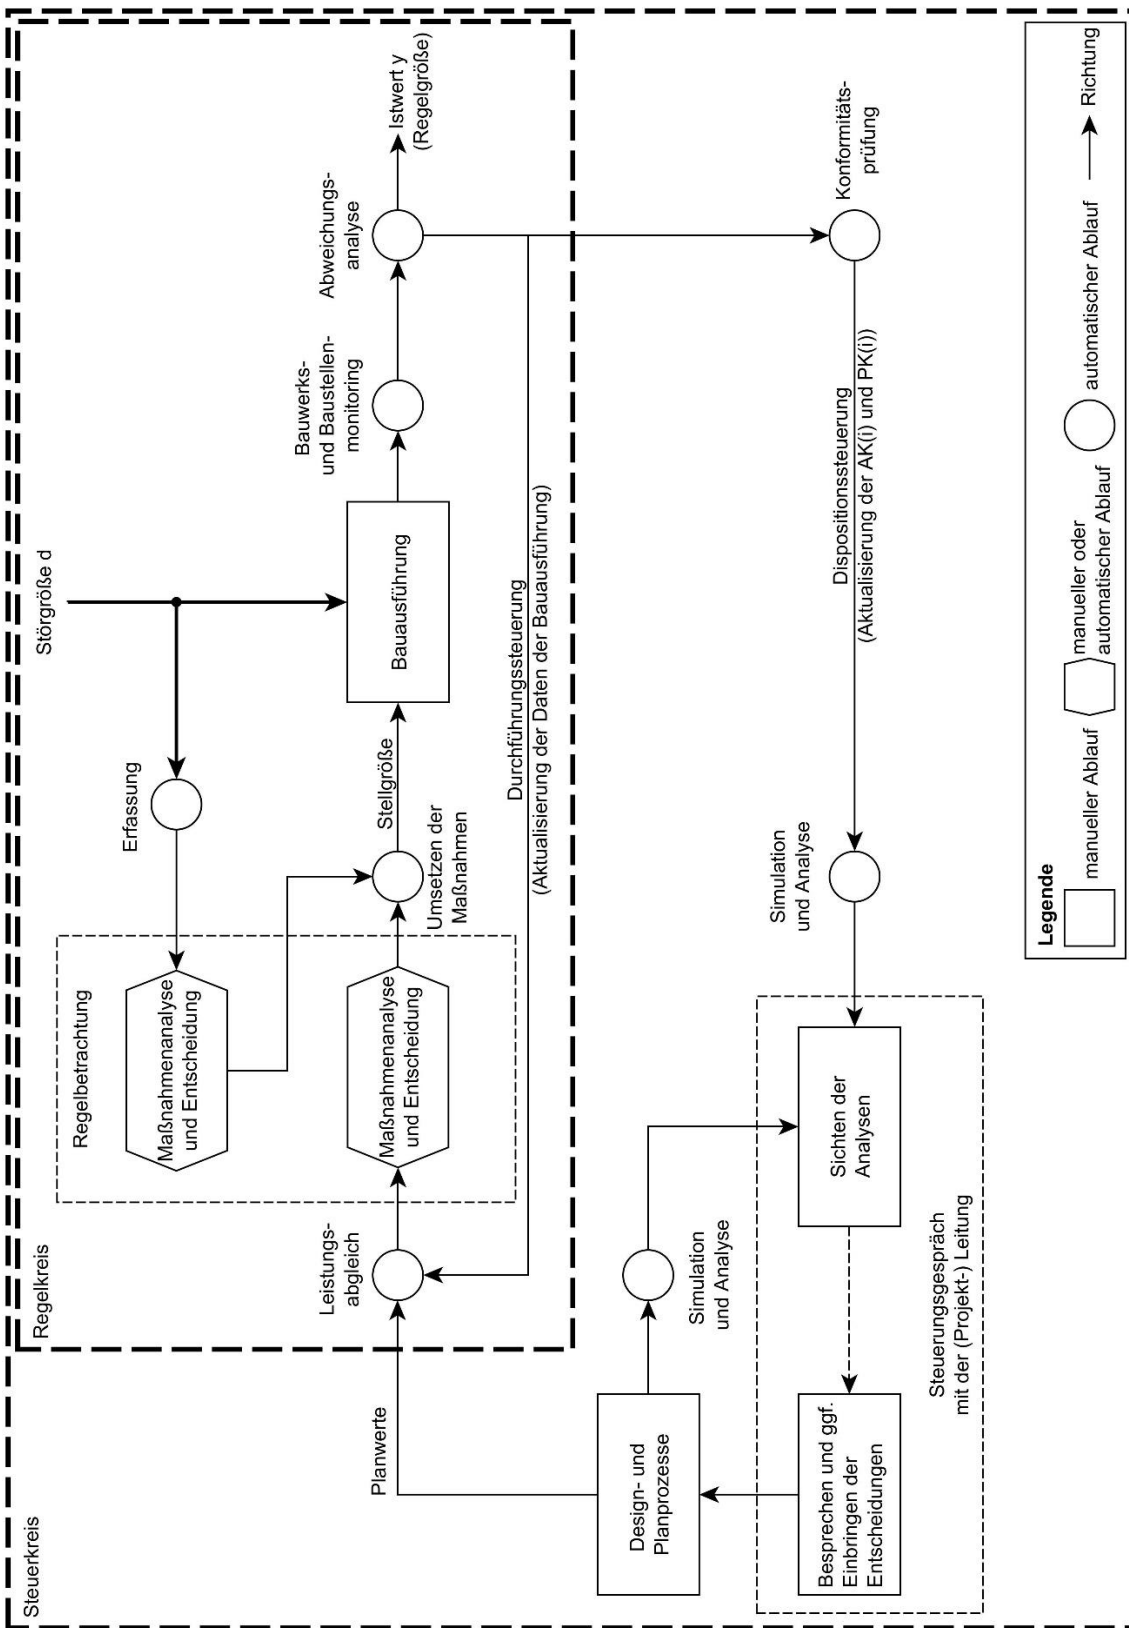 Steuerkreis
Regelkreis
Störgröße d
Regelbetrachtung
Erfassung
Maßnahmenanalyse
und Entscheidung
Planwerte
Leistungs-
abgleich
Maßnahmenanalyse
und Entscheidung
Umsetzen der
Maßnahmen
Stellgröße
Bauausführung
Bauwerks-
und Baustellen-
monitoring
Abweichungs-
analyse
Istwert y
(Regelgröße)
Durchführungssteuerung
(Aktualisierung der Daten der Bauausführung)
Design- und
Planprozesse
Simulation
und Analyse
Besprechen und ggf.
Einbringen der
Entscheidungen
Sichten der
Analysen
Steuerungsgespräch
mit der (Projekt-) Leitung
Simulation
und Analyse
Dispositionssteuerung
(Aktualisierung der AK(i) und PK(i))
Konformitäts-
prüfung
Legende
manueller Ablauf
manueller oder
automatischer Ablauf
automatischer Ablauf
Richtung